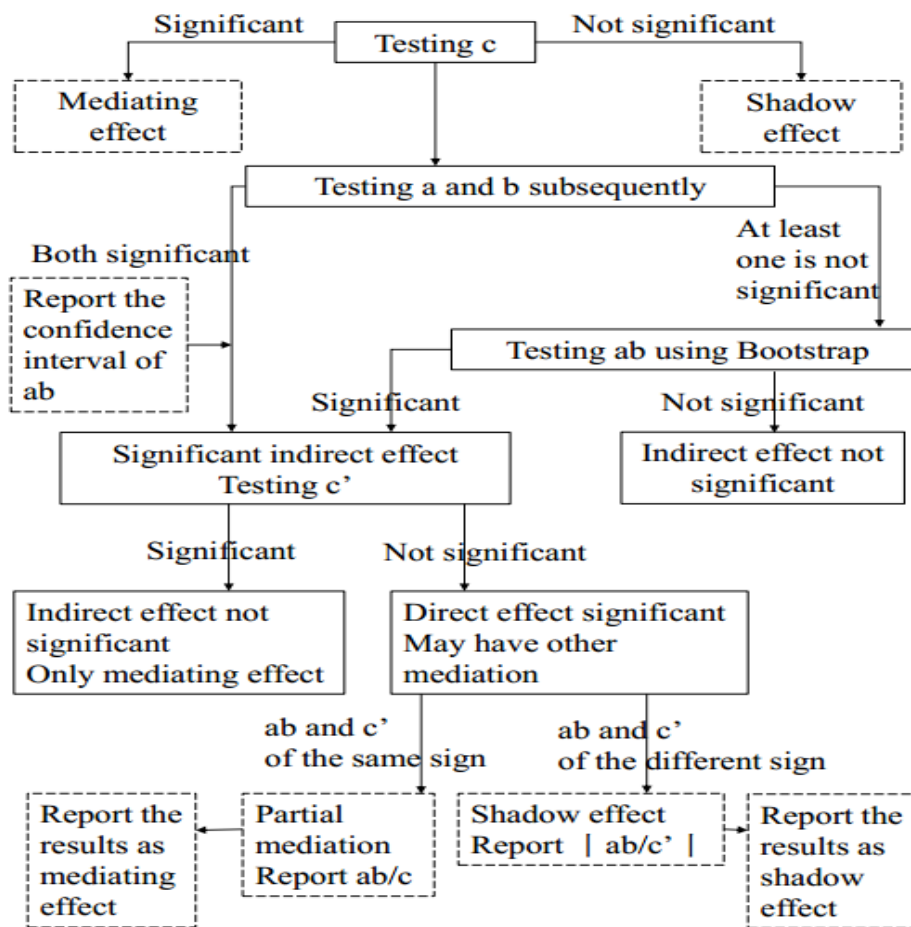 Significant
Testing c
Not significant
Mediating
effect
Shadow
effect
Testing a and b subsequently
Both significant
At least
one is not
significant
Report the
confidence
interval of
ab
Testing ab using Bootstrap
Significant
Not significant
Significant indirect effect
Testing c’
Indirect effect not
significant
Significant
Not significant
Indirect effect not
significant
Only mediating effect
Direct effect significant
May have other
mediation
ab and c’
of the same sign
ab and c’
of the different sign
Report the
results as
mediating
effect
Partial
mediation
Report ab/c
Shadow effect
Report | ab/c’ |
Report the
results as
shadow
effect